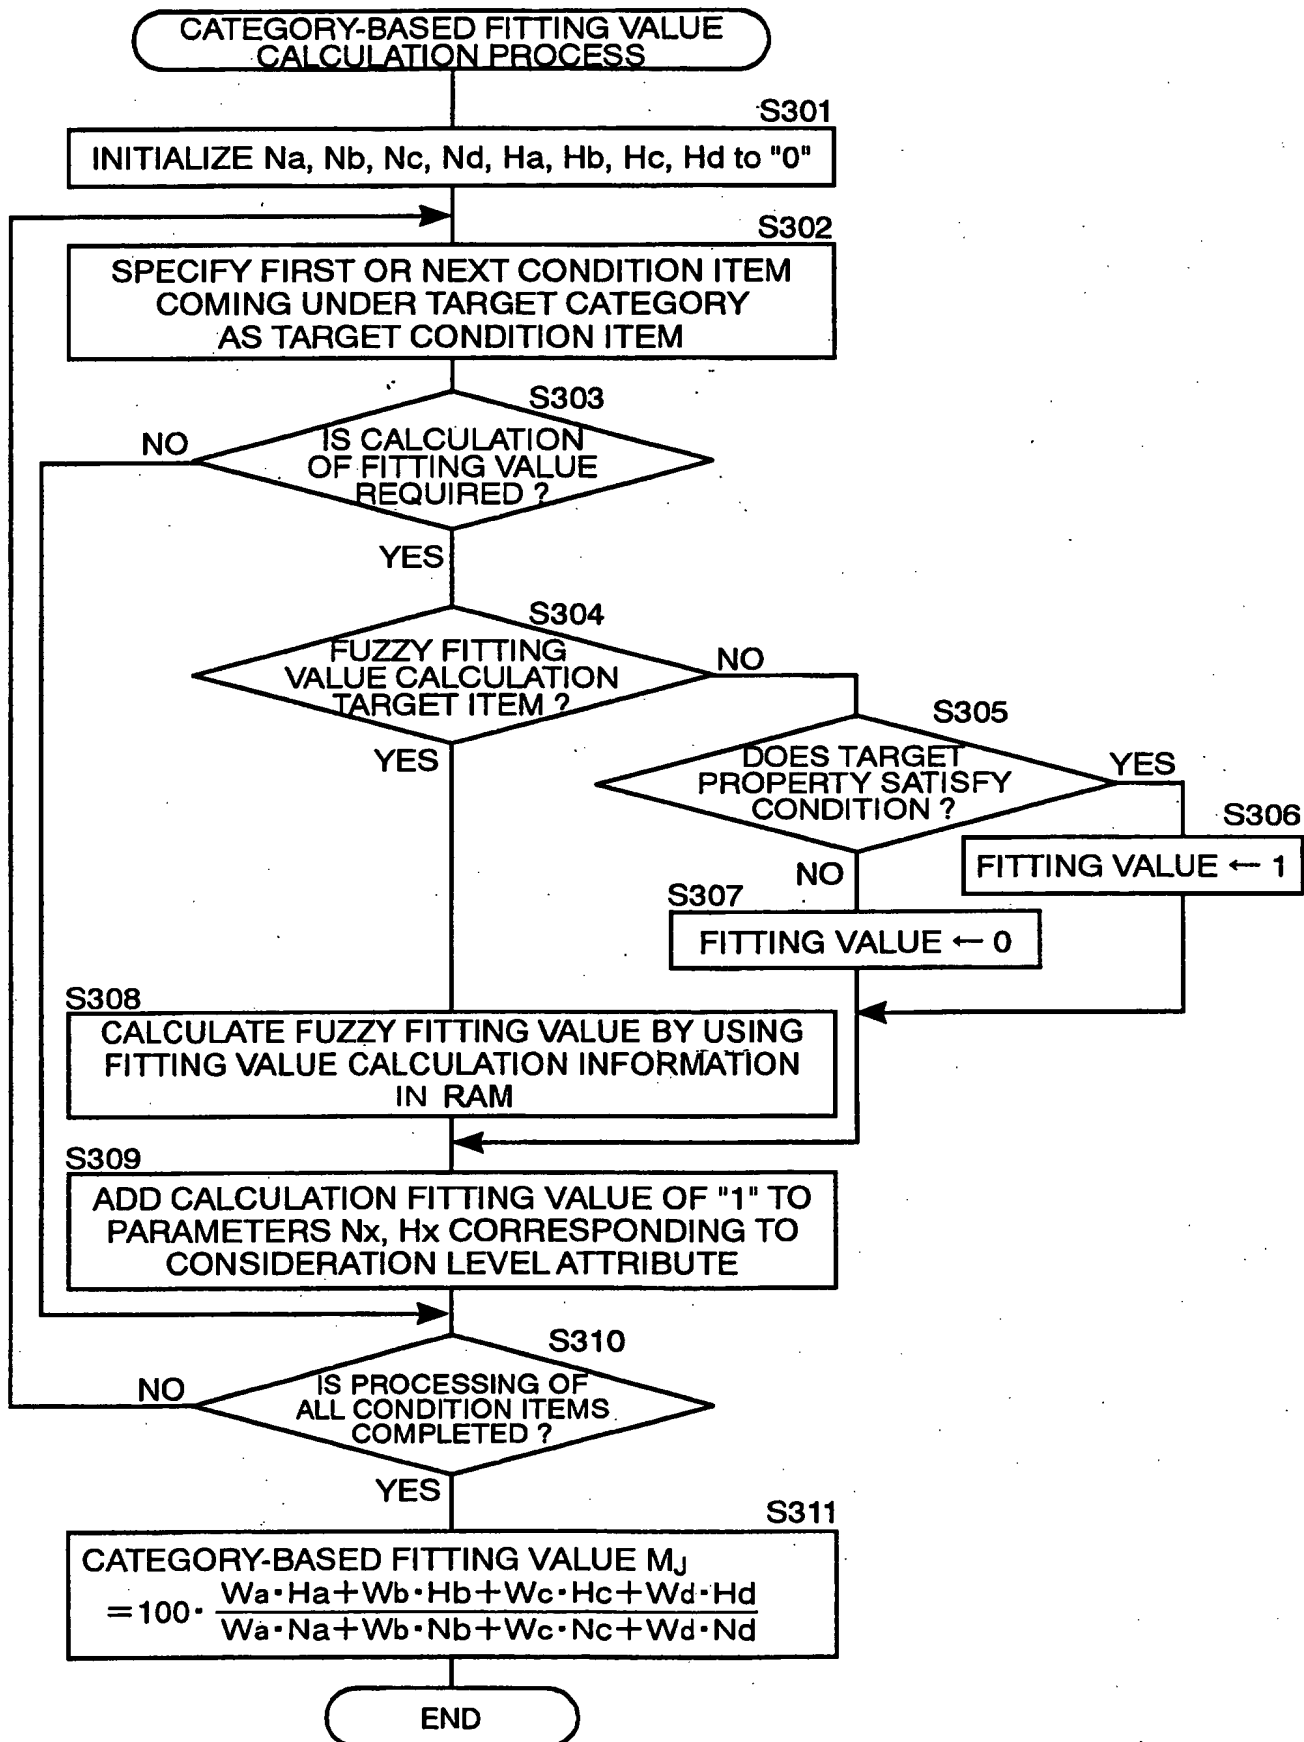 CATEGORY-BASED FITTING VALUE
CALCULATION PROCESS
S301
INITIALIZE Na, Nb, Nc, Nd, Ha, Hb, Hc, Hd to "0"
S302
SPECIFY FIRST OR NEXT CONDITION ITEM
COMING UNDER TARGET CATEGORY
AS TARGET CONDITION ITEM
S303
NO
IS CALCULATION
OF FITTING VALUE
REQUIRED ?
YES
S304
FUZZY FITTING
VALUE CALCULATION
TARGET ITEM ?
NO
YES
S305
DOES TARGET
PROPERTY SATISFY
CONDITION ?
YES
S306
FITTING VALUE ← 1
NO
S307
FITTING VALUE ← 0
S308
CALCULATE FUZZY FITTING VALUE BY USING
FITTING VALUE CALCULATION INFORMATION
IN RAM
S309
ADD CALCULATION FITTING VALUE OF "1" TO
PARAMETERS Nx, Hx CORRESPONDING TO
CONSIDERATION LEVEL ATTRIBUTE
S310
NO
IS PROCESSING OF
ALL CONDITION ITEMS
COMPLETED ?
YES
S311
CATEGORY-BASED FITTING VALUE MJ
=100· Wa·Ha+Wb·Hb+Wc·Hc+Wd·Hd
Wa·Na+Wb·Nb+Wc·Nc+Wd·Nd
END